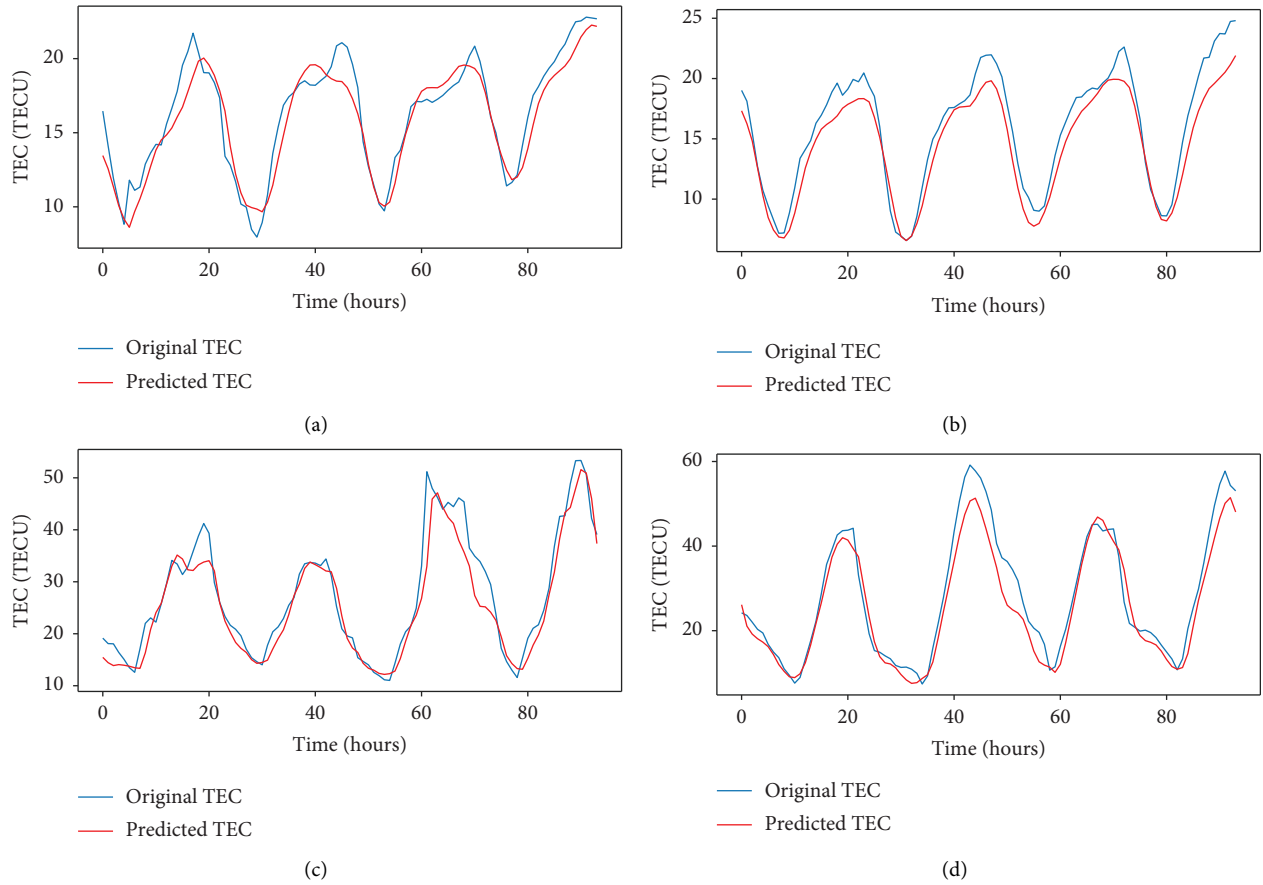 TEC (TECU)
20
15
10
0 20 40 60 80
Time (hours)
Original TEC
Predicted TEC
(a)
TEC (TECU)
25
20
15
10
0 20 40 60 80
Time (hours)
Original TEC
Predicted TEC
(b)
TEC (TECU)
50
40
30
20
10
0 20 40 60 80
Time (hours)
Original TEC
Predicted TEC
(c)
TEC (TECU)
60
40
20
0 20 40 60 80
Time (hours)
Original TEC
Predicted TEC
(d)